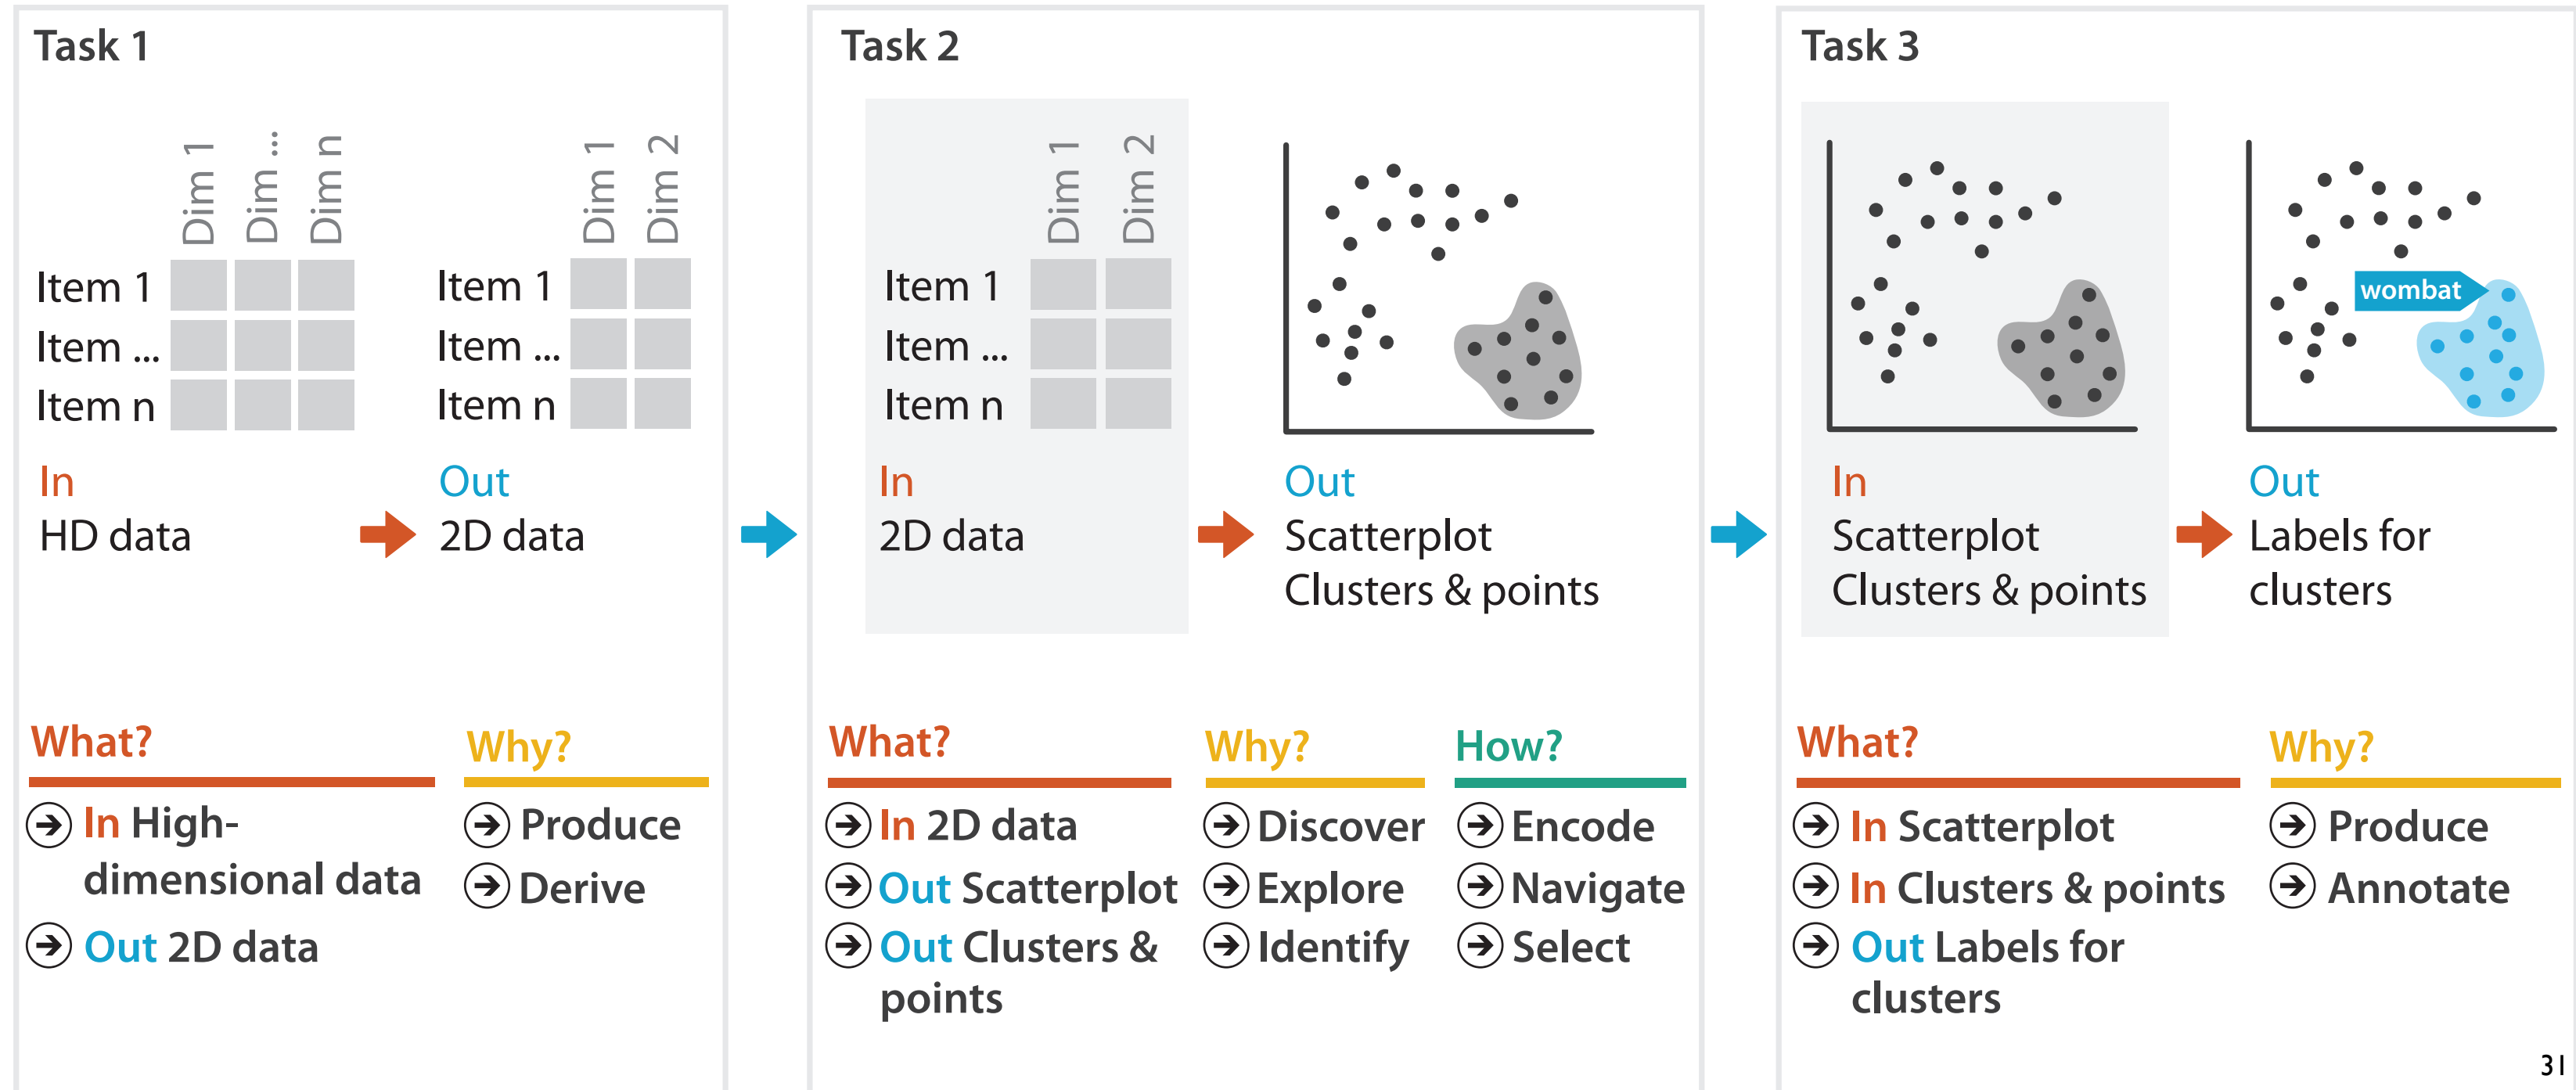 Task 1
Dim 1
Dim ...
Dim n
Item 1
Item ...
Item n
In
HD data
Dim 1
Dim 2
Item 1
Item ...
Item n
Out
2D data
What?
In High-
dimensional data
Out 2D data
Why?
Produce
Derive
Task 2
Dim 1
Dim 2
Item 1
Item ...
Item n
In
2D data
Out
Scatterplot
Clusters & points
What?
In 2D data
Out Scatterplot
Out Clusters &
points
Why?
Discover
Explore
Identify
How?
Encode
Navigate
Select
Task 3
In
Scatterplot
Clusters & points
wombat
Out
Labels for
clusters
What?
In Scatterplot
In Clusters & points
Out Labels for
clusters
Why?
Produce
Annotate
31